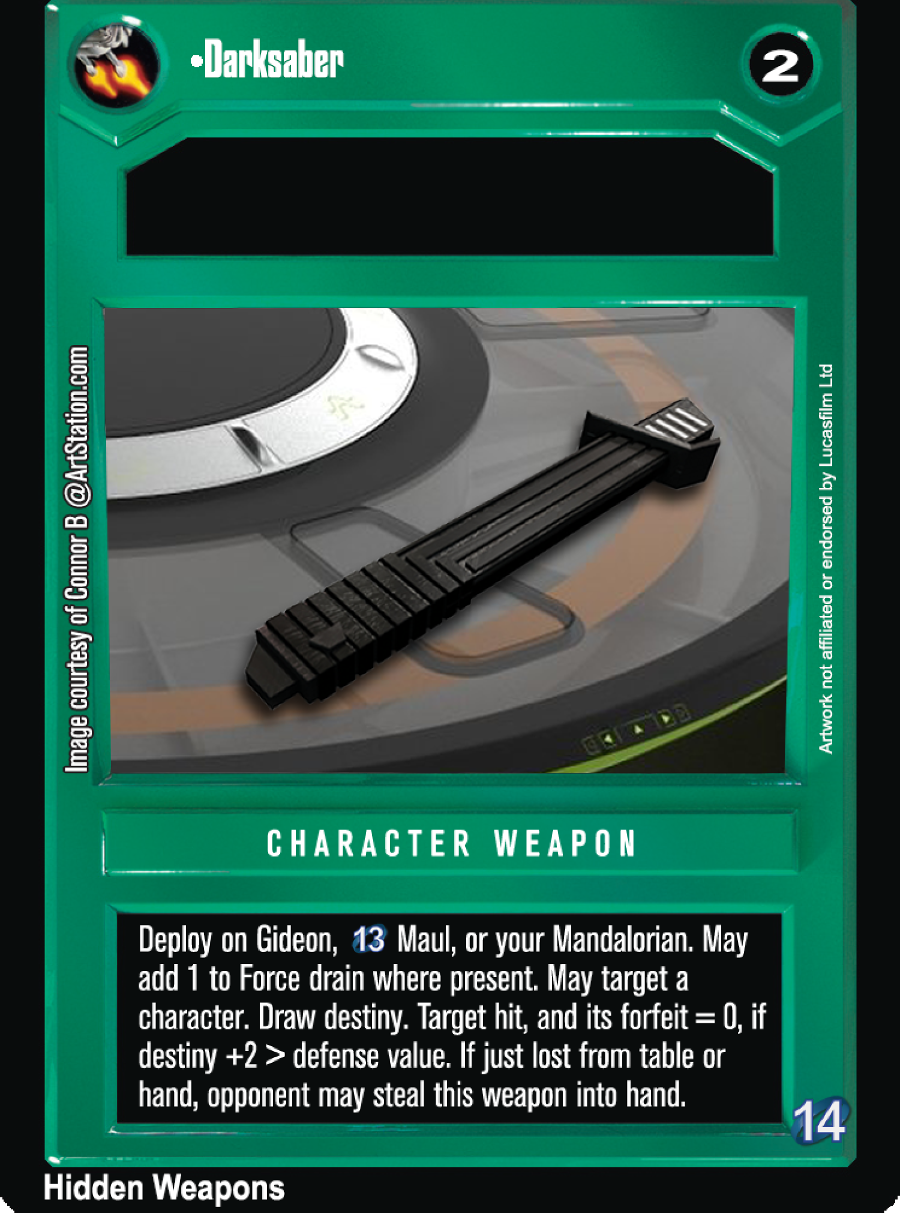 •Darksaber
2
Image courtesy of Connor B @ArtStation.com
Artwork not affiliated or endorsed by Lucasfilm Ltd
CHARACTER WEAPON
Deploy on Gideon, 13 Maul, or your Mandalorian. May
add 1 to Force drain where present. May target a
character. Draw destiny. Target hit, and its forfeit = 0, if
destiny +2 > defense value. If just lost from table or
hand, opponent may steal this weapon into hand.
14
Hidden Weapons